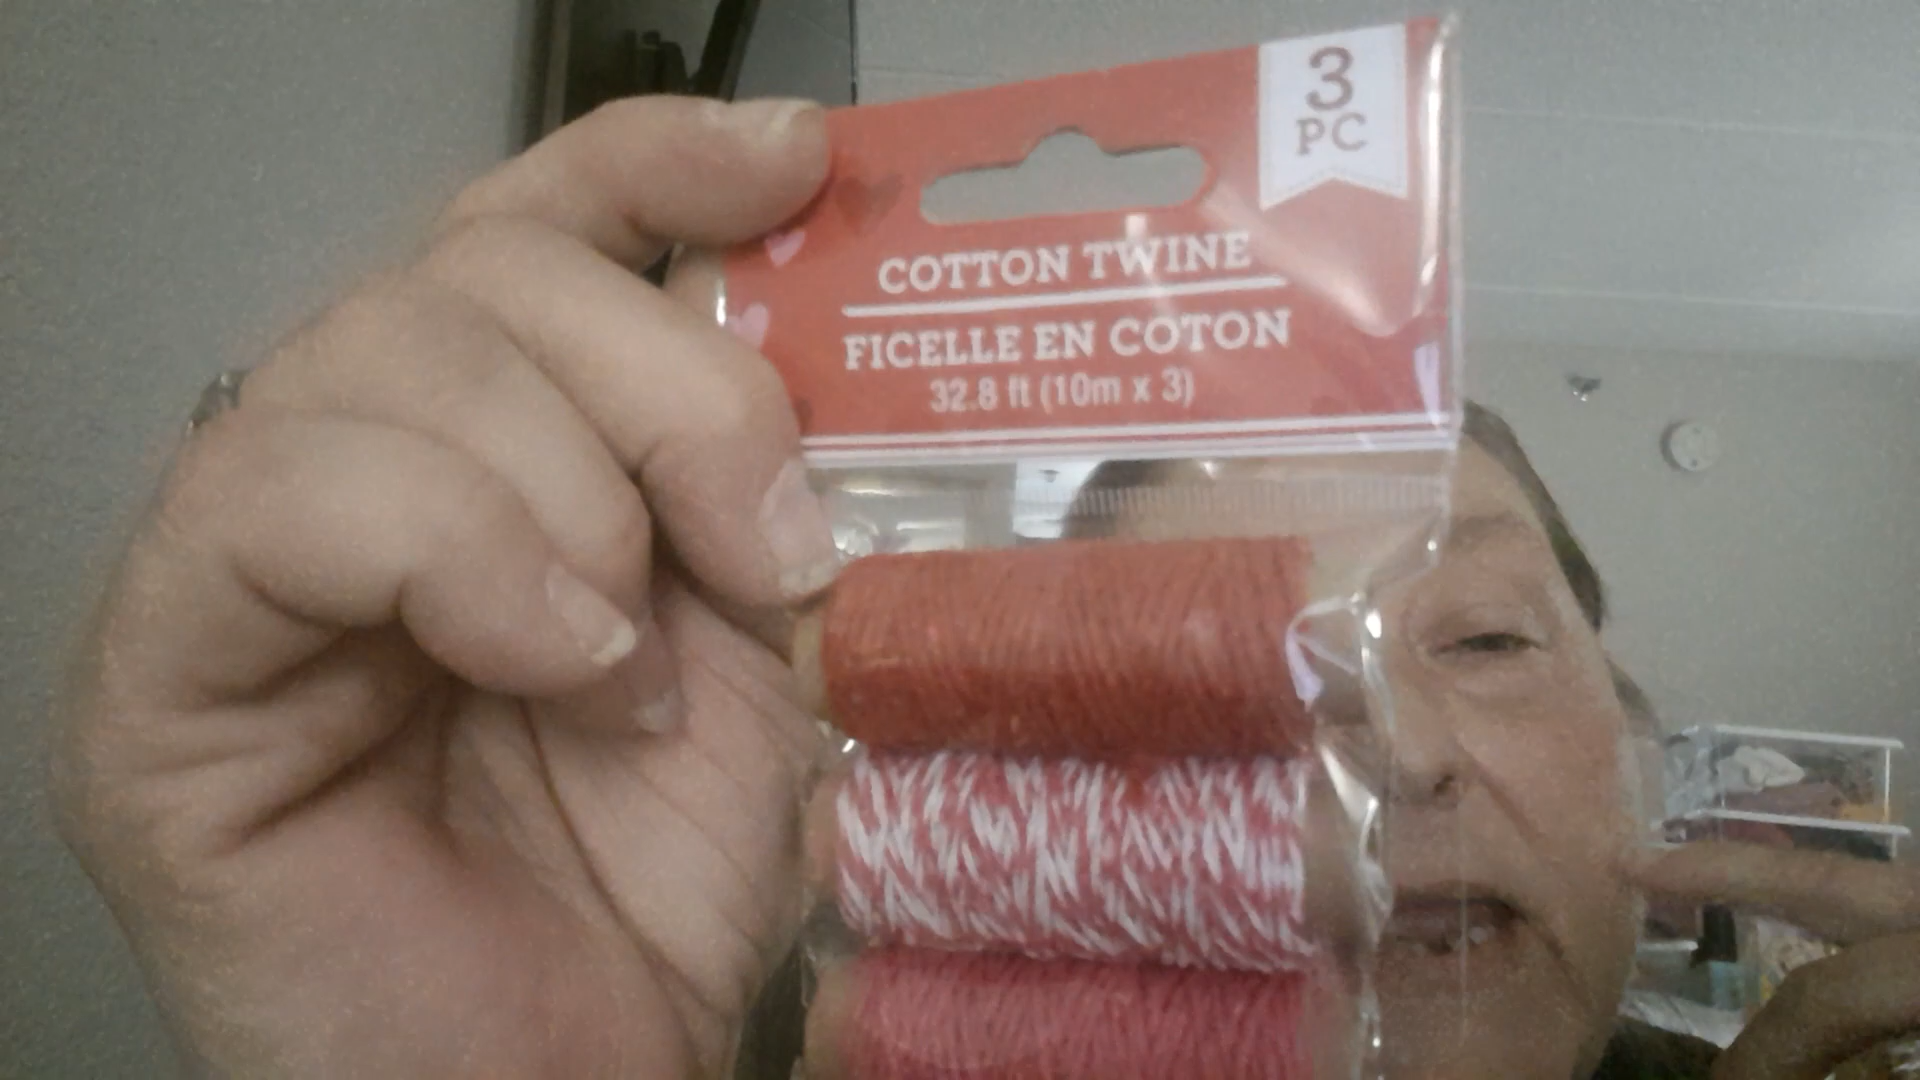 3
PC
COTTON TWINE
FICELLE EN COTON
32.8 ft (10m x 3)